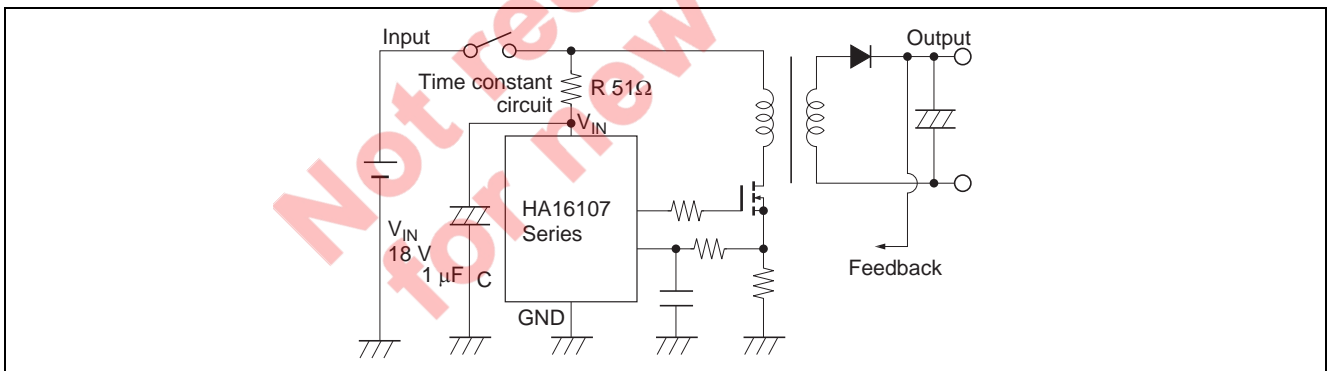 Input
Output
Time constant
circuit
R 51Ω
VIN
HA16107
Series
VIN
18 V
1 μF
C
Feedback
GND
Not re
for new